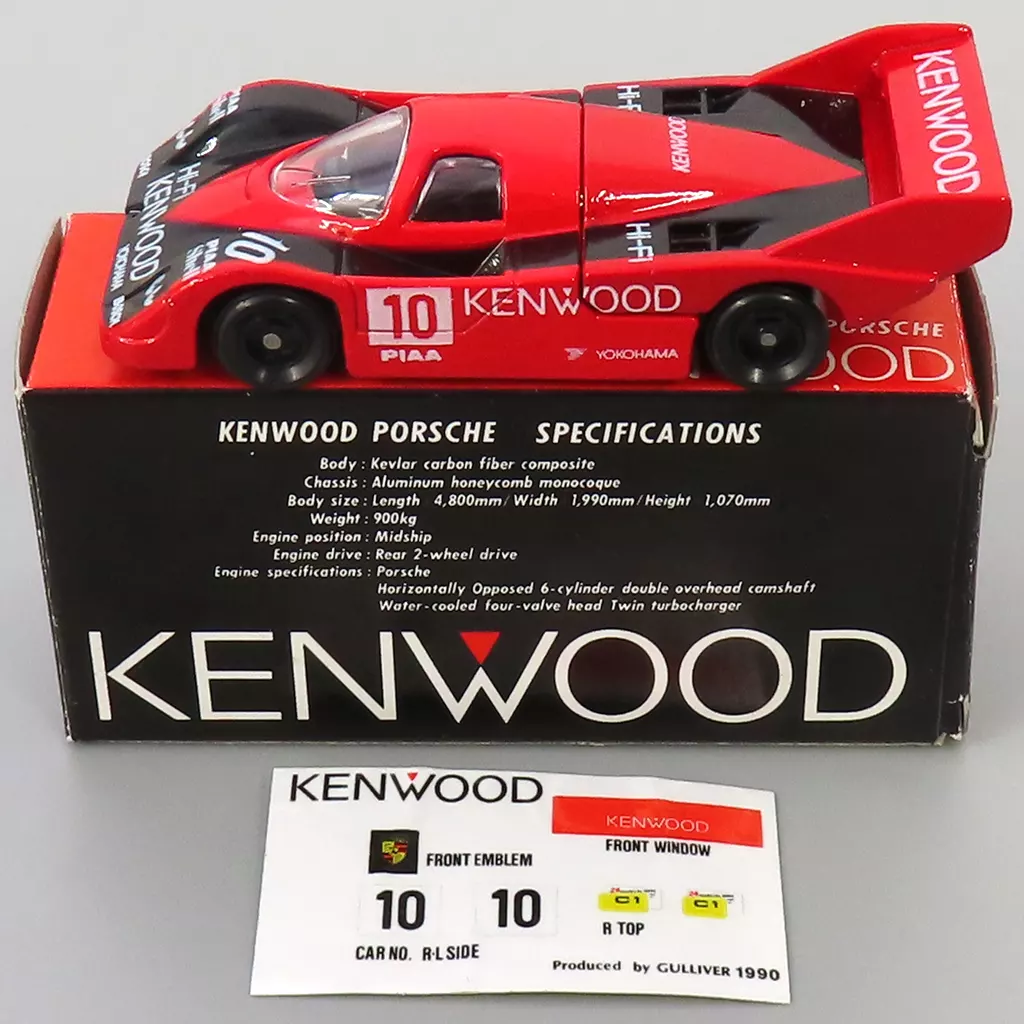 KENWOOD
HI-FI
KENWOOD
HI-FI
PIAA
Shell
HI-FI
KENWOOD
YOKOHAMA
10
PIAA
Shell
10
KENWOOD
PIAA
YOKOHAMA
PORSCHE
OOD
KENWOOD PORSCHE SPECIFICATIONS
Body : Kevlar carbon fiber composite
Chassis : Aluminum honeycomb monocoque
Body size : Length 4,800mm/Width 1,990mm/Height 1,070mm
Weight : 900kg
Engine position : Midship
Engine drive : Rear 2-wheel drive
Engine specifications : Porsche
Horizontally Opposed 6-cylinder double overhead camshaft
Water-cooled four-valve head Twin turbocharger
KENWOOD
KENWOOD
KENWOOD
FRONT WINDOW
FRONT EMBLEM
10 10
C1 C1
R TOP
CAR NO. R·L SIDE
Produced by GULLIVER 1990